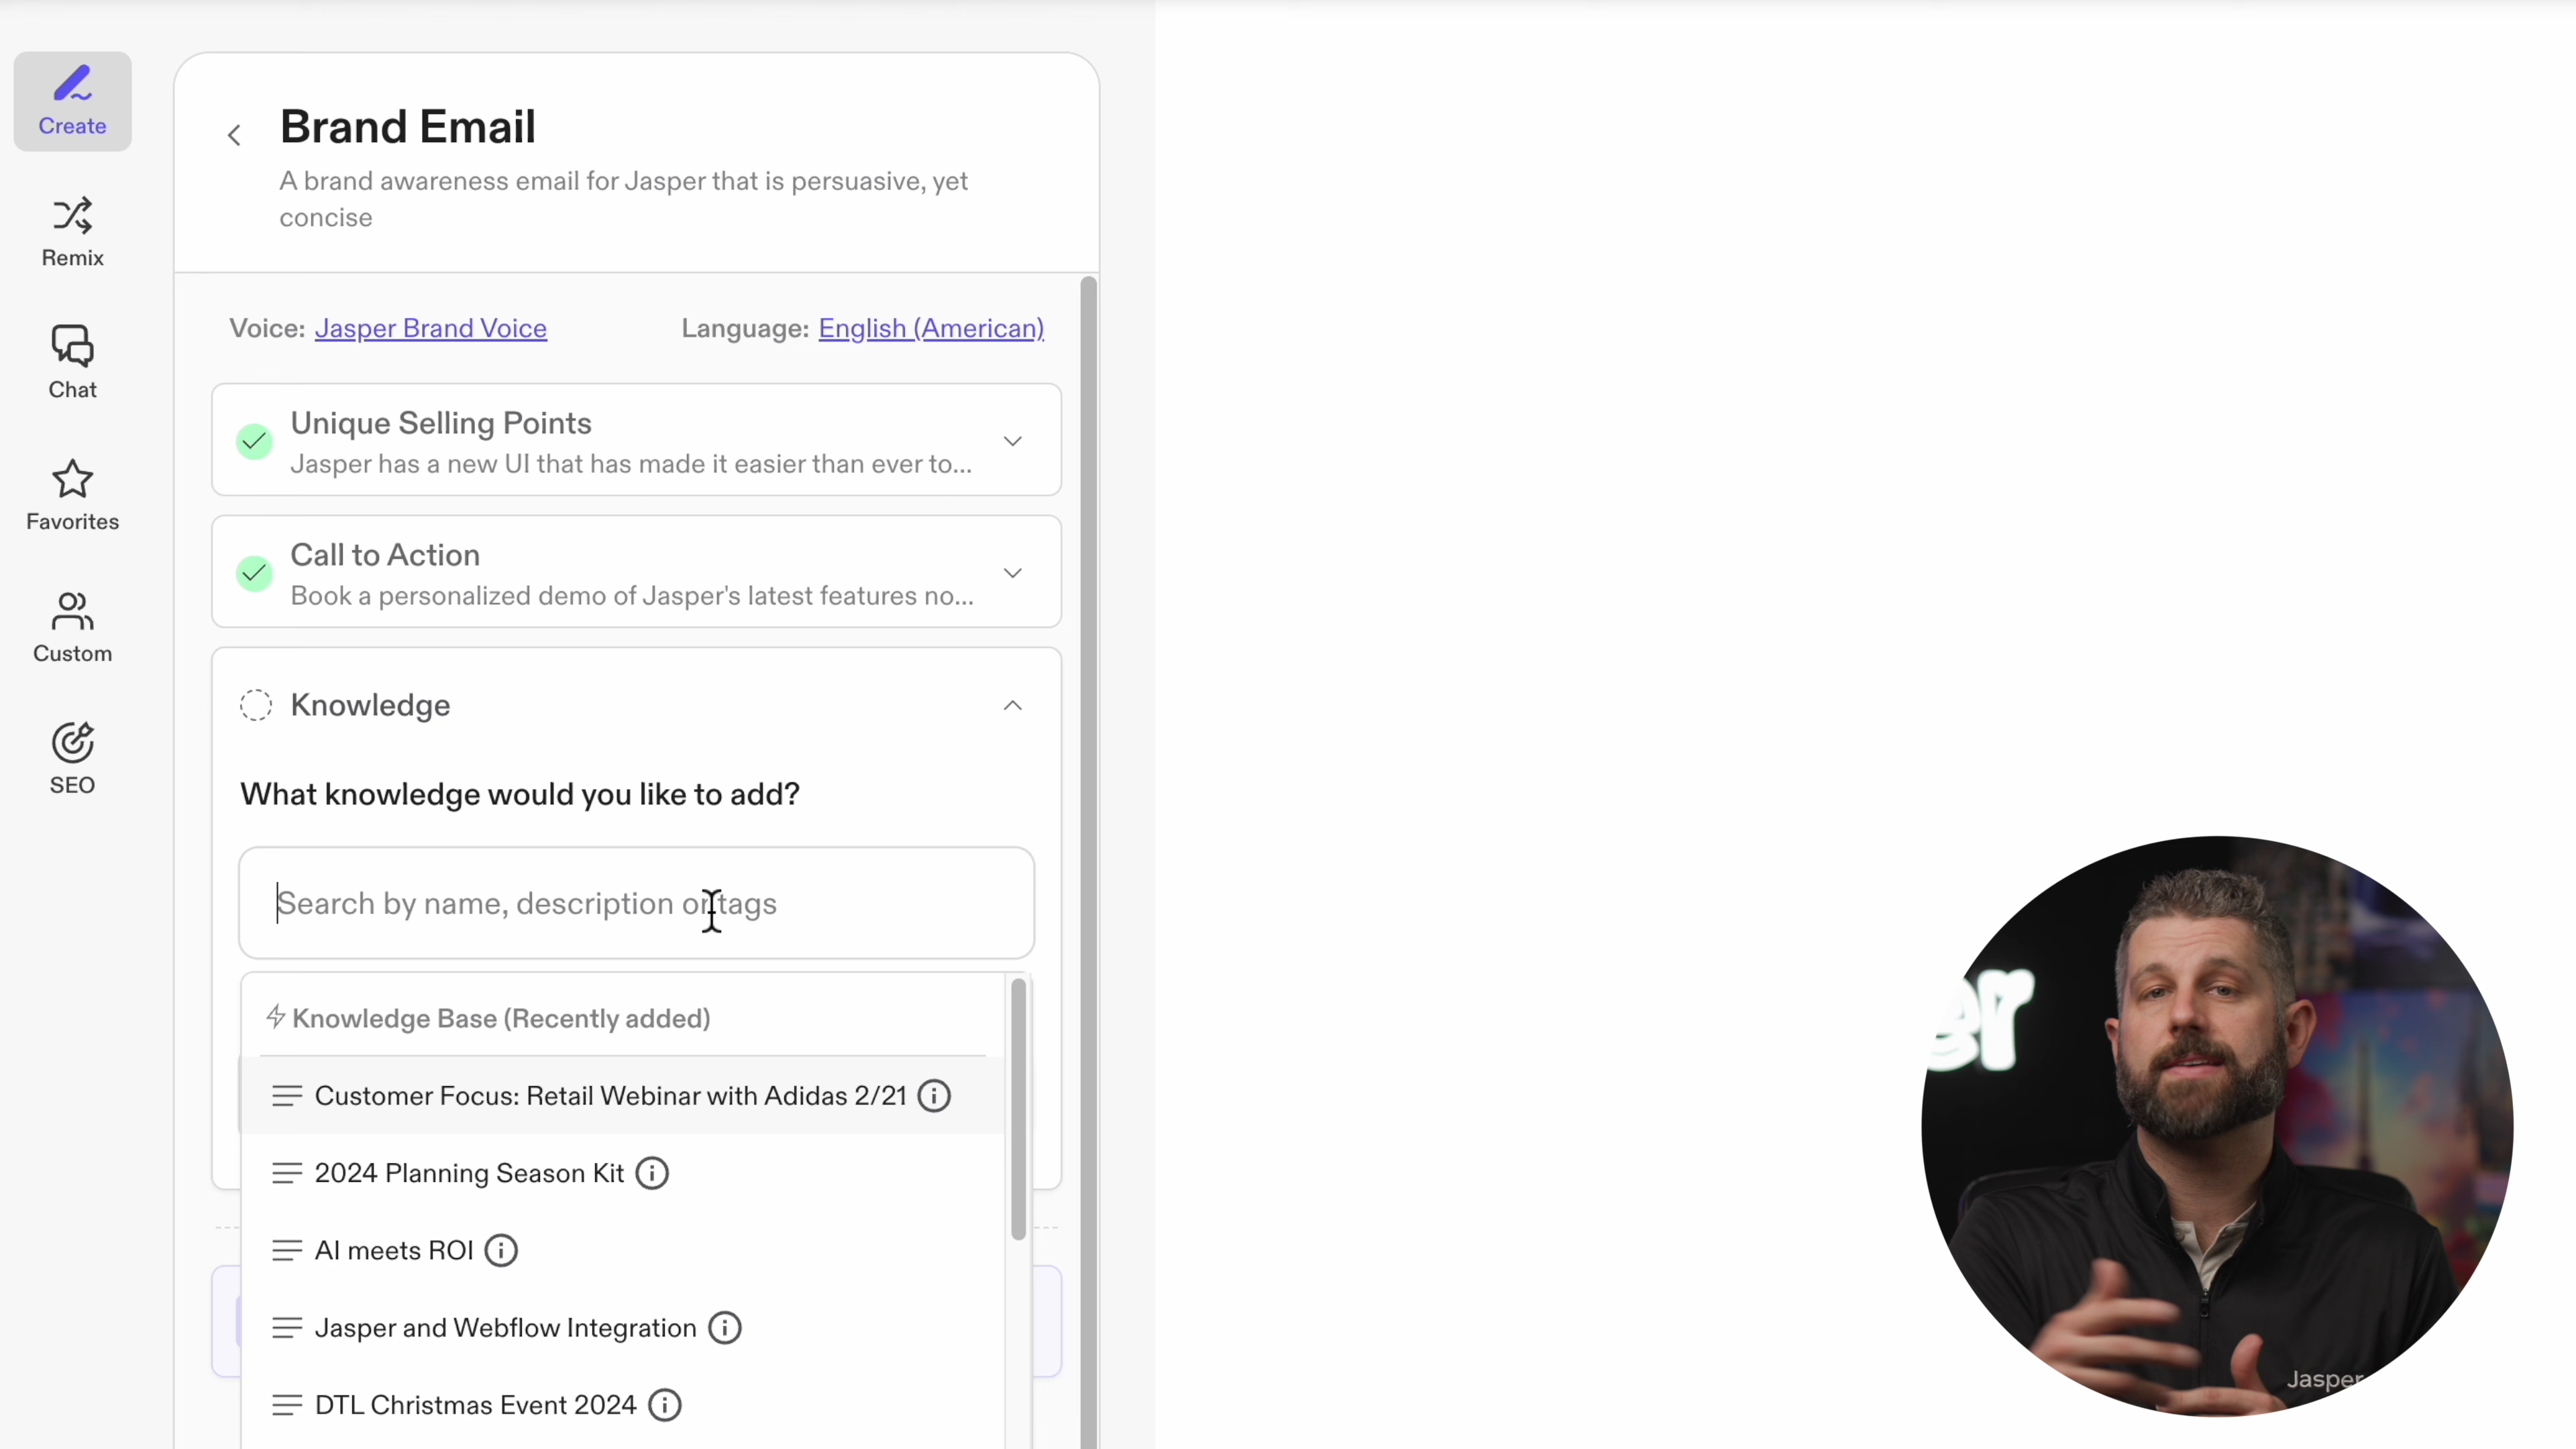 Create
Remix
Chat
Favorites
Custom
SEO
Brand Email
A brand awareness email for Jasper that is persuasive, yet
concise
Voice: Jasper Brand Voice
Language: English (American)
Unique Selling Points
Jasper has a new UI that has made it easier than ever to...
Call to Action
Book a personalized demo of Jasper's latest features no...
Knowledge
What knowledge would you like to add?
Search by name, description or tags
Knowledge Base (Recently added)
Customer Focus: Retail Webinar with Adidas 2/21
2024 Planning Season Kit
AI meets ROI
Jasper and Webflow Integration
DTL Christmas Event 2024
er
Jasper